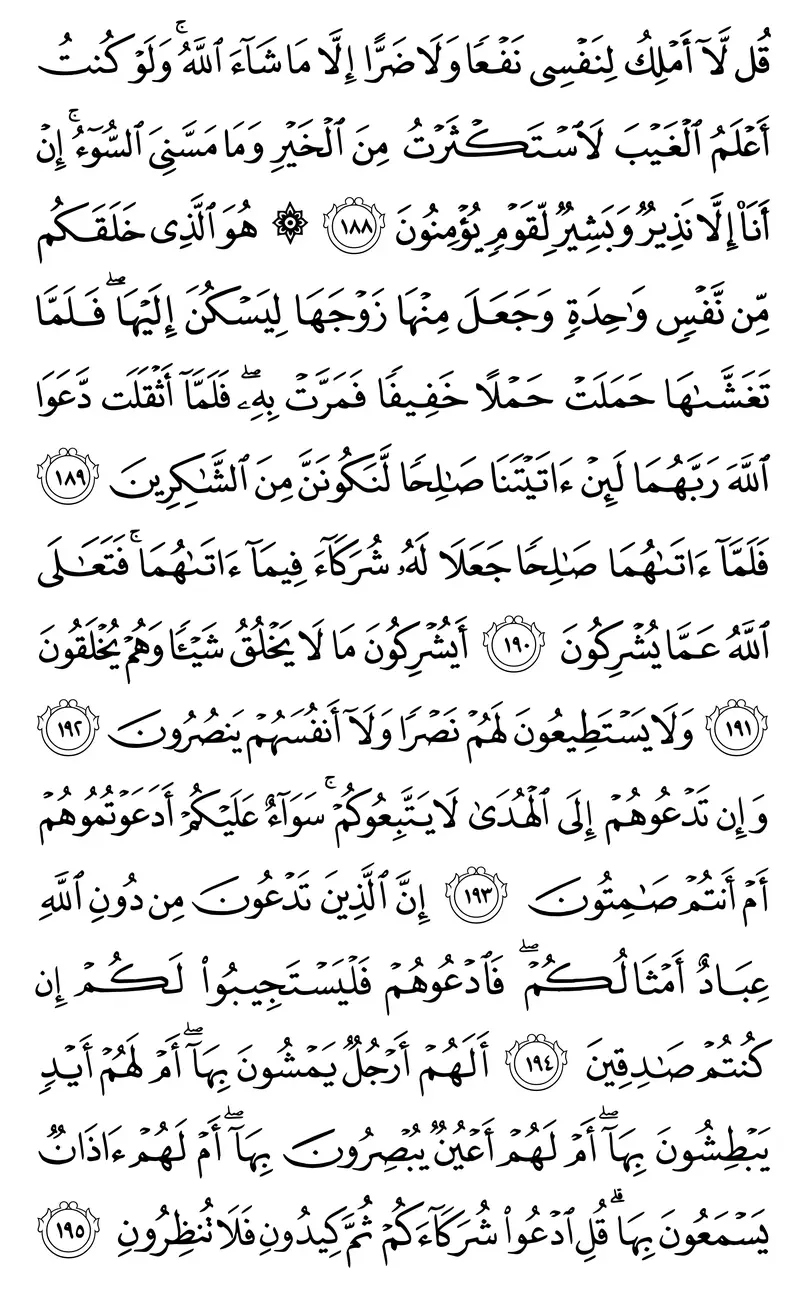 قُل لَّآ أَمۡلِكُ لِنَفۡسِي نَفۡعٗا وَلَا ضَرًّا إِلَّا مَا شَآءَ ٱللَّهُۚ وَلَوۡ كُنتُ
أَعۡلَمُ ٱلۡغَيۡبَ لَٱسۡتَكۡثَرۡتُ مِنَ ٱلۡخَيۡرِ وَمَا مَسَّنِيَ ٱلسُّوٓءُۚ إِنۡ
أَنَا۠ إِلَّا نَذِيرٞ وَبَشِيرٞ لِّقَوۡمٖ يُؤۡمِنُونَ ١٨٨ ۞ هُوَ ٱلَّذِي خَلَقَكُم
مِّن نَّفۡسٖ وَٰحِدَةٖ وَجَعَلَ مِنۡهَا زَوۡجَهَا لِيَسۡكُنَ إِلَيۡهَاۖ فَلَمَّا
تَغَشَّىٰهَا حَمَلَتۡ حَمۡلًا خَفِيفٗا فَمَرَّتۡ بِهِۦۖ فَلَمَّآ أَثۡقَلَت دَّعَوَا
ٱللَّهَ رَبَّهُمَا لَئِنۡ ءَاتَيۡتَنَا صَٰلِحٗا لَّنَكُونَنَّ مِنَ ٱلشَّٰكِرِينَ ١٨٩
فَلَمَّآ ءَاتَىٰهُمَا صَٰلِحٗا جَعَلَا لَهُۥ شُرَكَآءَ فِيمَآ ءَاتَىٰهُمَاۚ فَتَعَٰلَى
ٱللَّهُ عَمَّا يُشۡرِكُونَ ١٩٠ أَيُشۡرِكُونَ مَا لَا يَخۡلُقُ شَيۡـٔٗا وَهُمۡ يُخۡلَقُونَ
١٩١ وَلَا يَسۡتَطِيعُونَ لَهُمۡ نَصۡرٗا وَلَآ أَنفُسَهُمۡ يَنصُرُونَ ١٩٢
وَإِن تَدۡعُوهُمۡ إِلَى ٱلۡهُدَىٰ لَا يَتَّبِعُوكُمۡۚ سَوَآءٌ عَلَيۡكُمۡ أَدَعَوۡتُمُوهُمۡ
أَمۡ أَنتُمۡ صَٰمِتُونَ ١٩٣ إِنَّ ٱلَّذِينَ تَدۡعُونَ مِن دُونِ ٱللَّهِ
عِبَادٌ أَمۡثَالُكُمۡۖ فَٱدۡعُوهُمۡ فَلۡيَسۡتَجِيبُواْ لَكُمۡ إِن
كُنتُمۡ صَٰدِقِينَ ١٩٤ أَلَهُمۡ أَرۡجُلٞ يَمۡشُونَ بِهَآۖ أَمۡ لَهُمۡ أَيۡدٖ
يَبۡطِشُونَ بِهَآۖ أَمۡ لَهُمۡ أَعۡيُنٞ يُبۡصِرُونَ بِهَآۖ أَمۡ لَهُمۡ ءَاذَانٞ
يَسۡمَعُونَ بِهَاۗ قُلِ ٱدۡعُواْ شُرَكَآءَكُمۡ ثُمَّ كِيدُونِ فَلَا تُنظِرُونِ ١٩٥